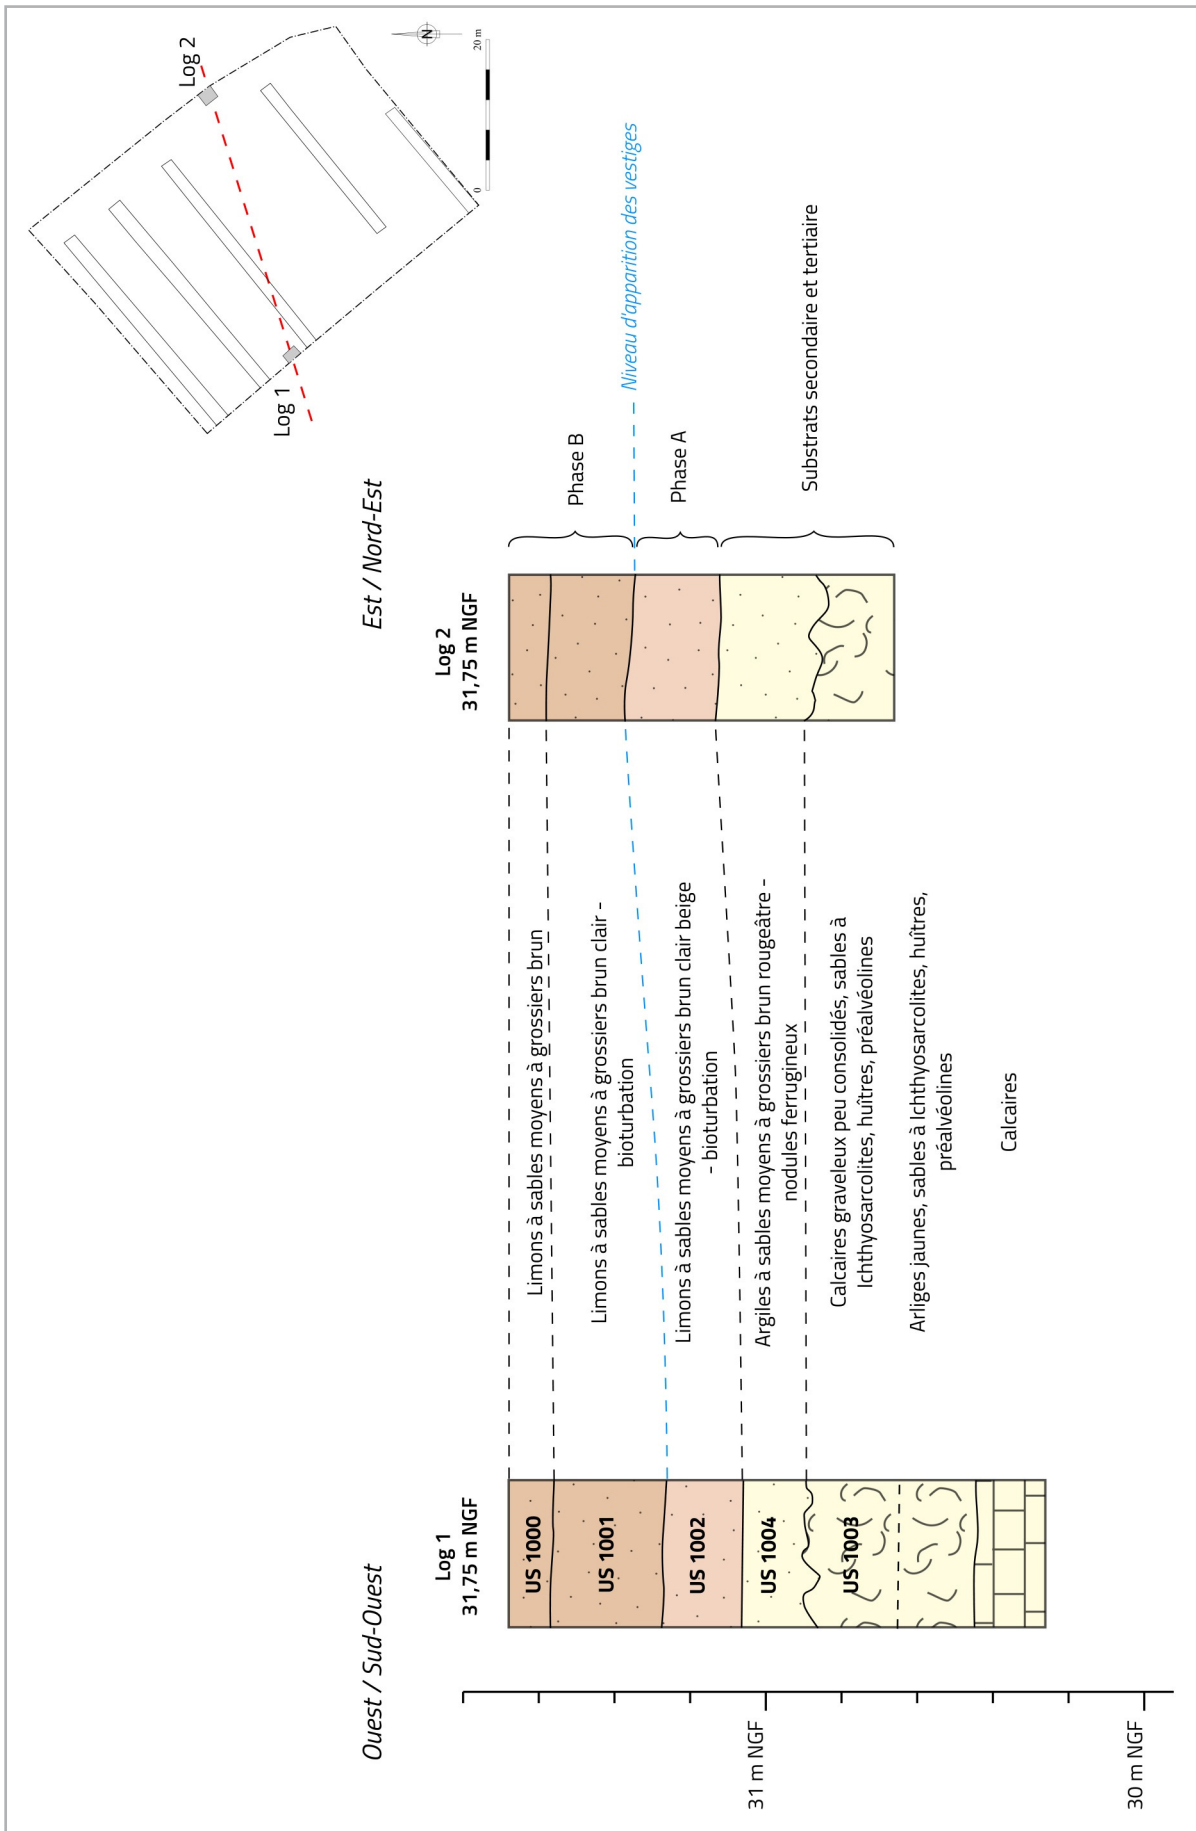 Log 1
Log 2
N
0
20 m
Ouest / Sud-Ouest
Est / Nord-Est
Log 1
31,75 m NGF
Log 2
31,75 m NGF
US 1000
US 1001
US 1002
US 1004
US 1003
Limons à sables moyens à grossiers brun
Limons à sables moyens à grossiers brun clair -
bioturbation
Limons à sables moyens à grossiers brun clair beige
- bioturbation
Argiles à sables moyens à grossiers brun rougeâtre -
nodules ferrugineux
Calcaires graveleux peu consolidés, sables à
Ichthyosarcolites, huîtres, préalvéolines
Arliges jaunes, sables à Ichthyosarcolites, huîtres,
préalvéolines
Calcaires
Phase B
Niveau d'apparition des vestiges
Phase A
Substrats secondaire et tertiaire
31 m NGF
30 m NGF